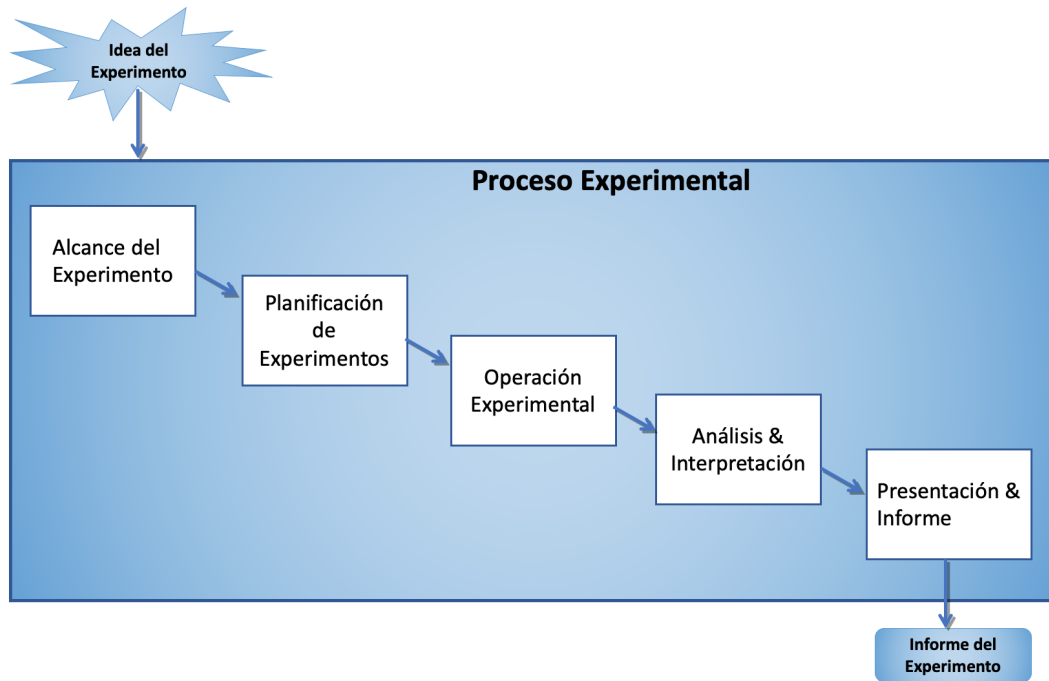 Idea del
Experimento
Proceso Experimental
Alcance del
Experimento
Planificación
de
Experimentos
Operación
Experimental
Análisis &
Interpretación
Presentación &
Informe
Informe del
Experimento